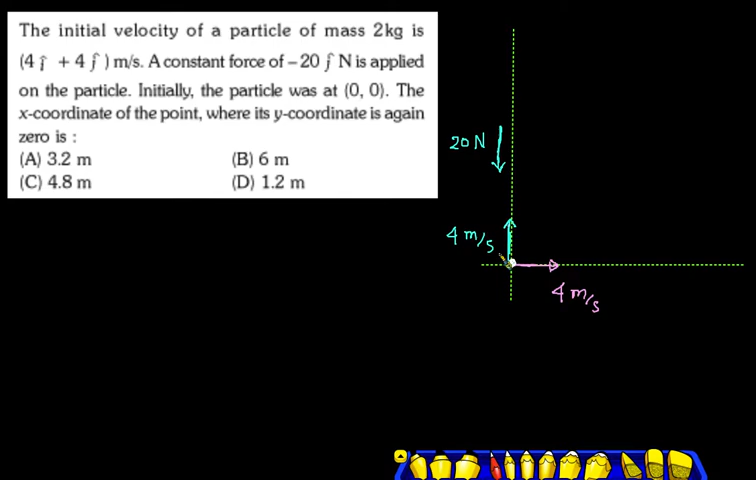 The initial velocity of a particle of mass 2kg is
(4 î + 4 ĵ ) m/s. A constant force of – 20 ĵ N is applied
on the particle. Initially, the particle was at (0, 0). The
x-coordinate of the point, where its y-coordinate is again
zero is :
(A) 3.2 m (B) 6 m
(C) 4.8 m (D) 1.2 m
20 N
4 m/s
4 m/s